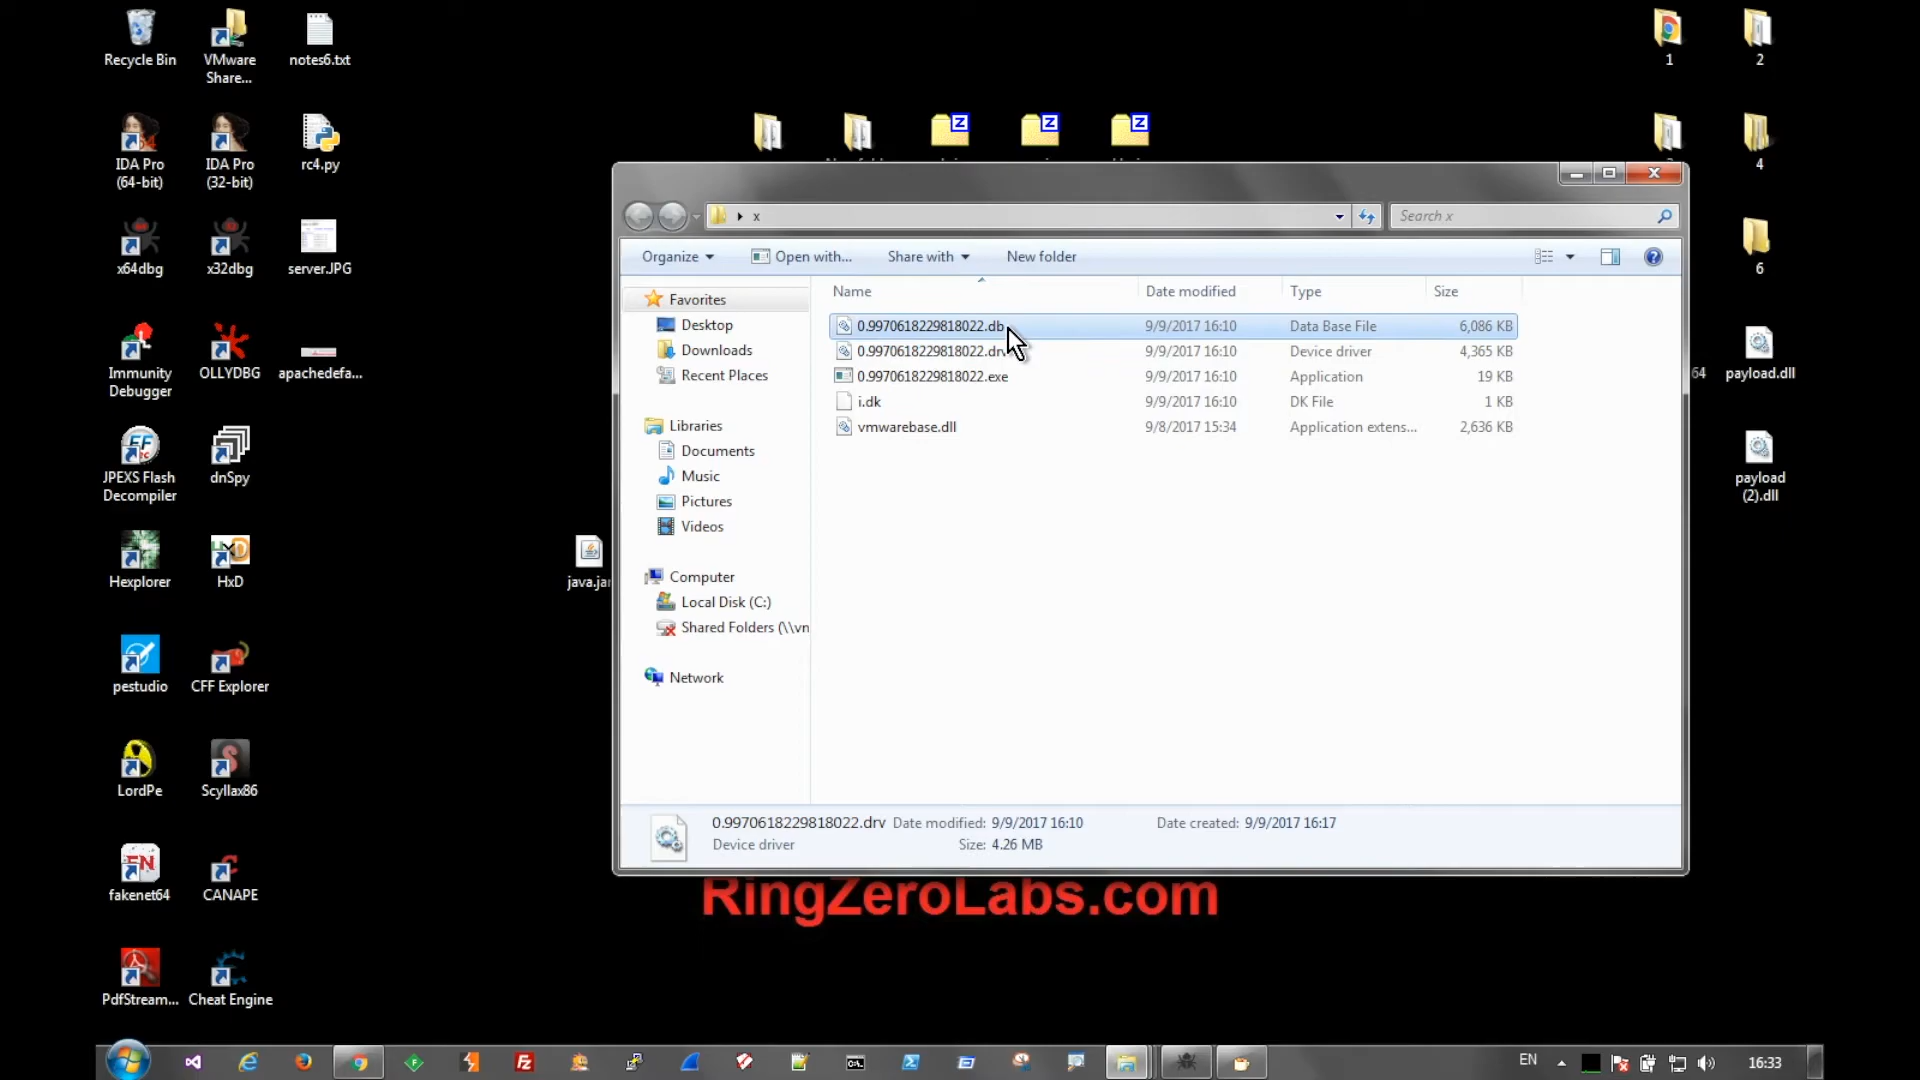 Recycle Bin
VMware
Share...
notes6.txt
1
2
IDA Pro
(64-bit)
IDA Pro
(32-bit)
rc4.py
4
x64dbg
x32dbg
server.JPG
6
Immunity
Debugger
OLLYDBG
apachedefa...
64
payload.dll
JPEXS Flash
Decompiler
dnSpy
payload
(2).dll
Hexplorer
HxD
java.jar
pestudio
CFF Explorer
LordPe
Scyllax86
fakenet64
CANAPE
PdfStream...
Cheat Engine
x
Search x
Organize
Open with...
Share with
New folder
Favorites
Desktop
Downloads
Recent Places
Libraries
Documents
Music
Pictures
Videos
Computer
Local Disk (C:)
Shared Folders (\\vn
Network
Name Date modified Type Size
0.9970618229818022.db 9/9/2017 16:10 Data Base File 6,086 KB
0.9970618229818022.drv 9/9/2017 16:10 Device driver 4,365 KB
0.9970618229818022.exe 9/9/2017 16:10 Application 19 KB
i.dk 9/9/2017 16:10 DK File 1 KB
vmwarebase.dll 9/8/2017 15:34 Application extens... 2,636 KB
0.9970618229818022.drv Date modified: 9/9/2017 16:10 Date created: 9/9/2017 16:17
Device driver Size: 4.26 MB
RingZeroLabs.com
EN
16:33